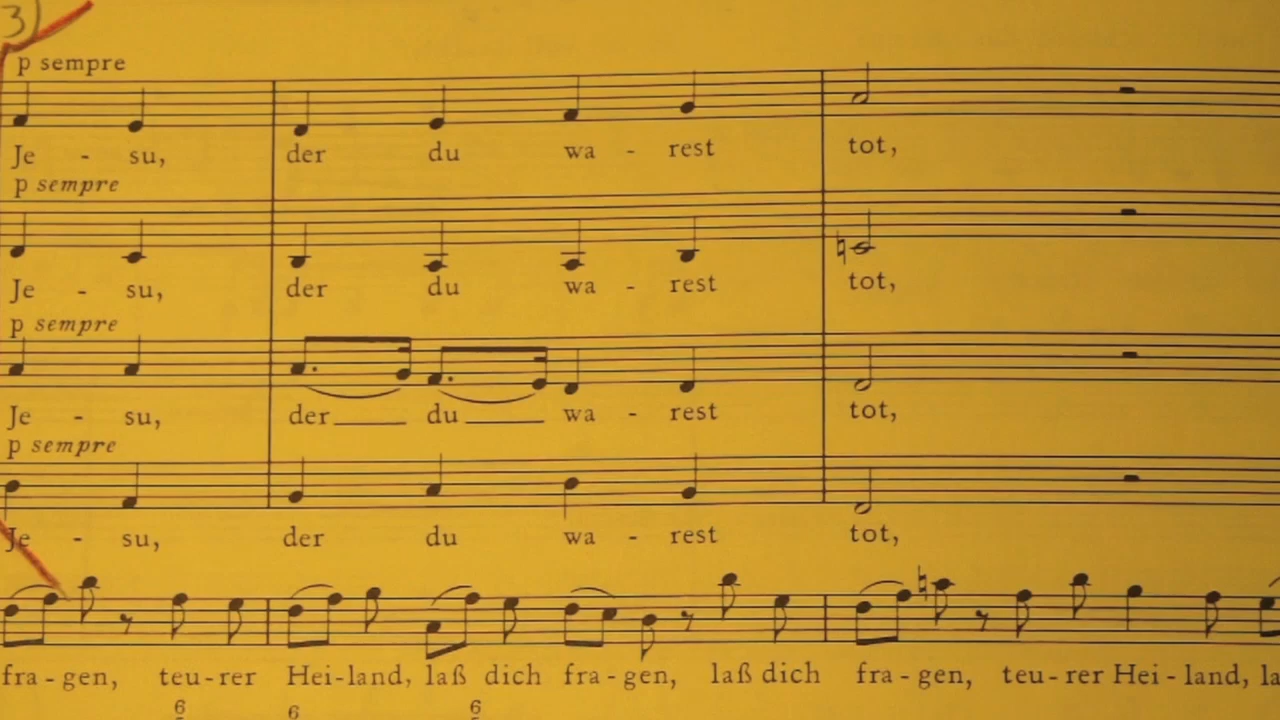 3)
p sempre
Je - su, der du wa - rest tot,
p sempre
Je - su, der du wa - rest tot,
p sempre
Je - su, der du wa - rest tot,
p sempre
Je - su, der du wa - rest tot,
fra - gen, teu - rer Hei - land, laß dich fra - gen, laß dich fra - gen, teu - rer Hei - land, la
6 6 6